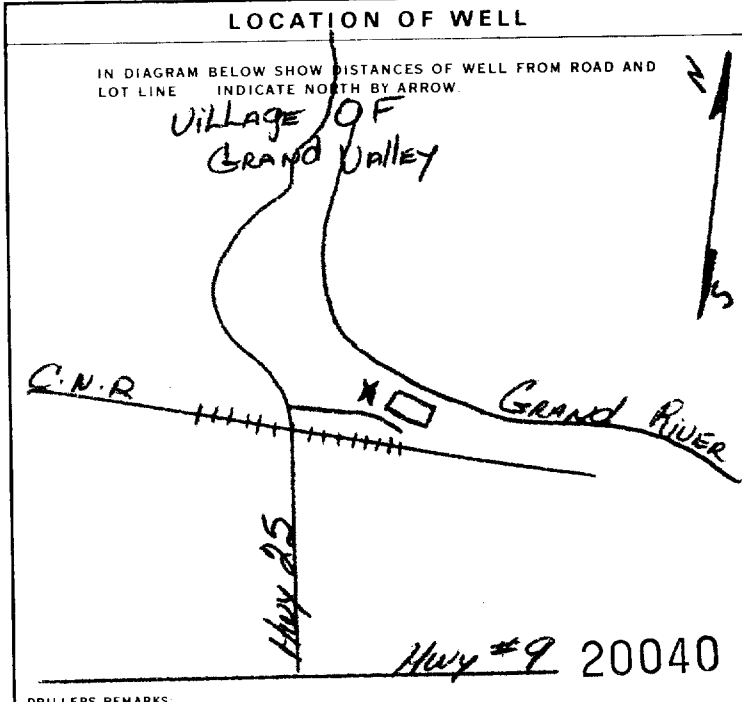 LOCATION OF WELL
IN DIAGRAM BELOW SHOW DISTANCES OF WELL FROM ROAD AND
LOT LINE INDICATE NORTH BY ARROW.
N
VILLAGE OF
GRAND VALLEY
S
C.N.R
X
GRAND RIVER
HWY 25
HWY #9
20040
DRILLERS REMARKS: